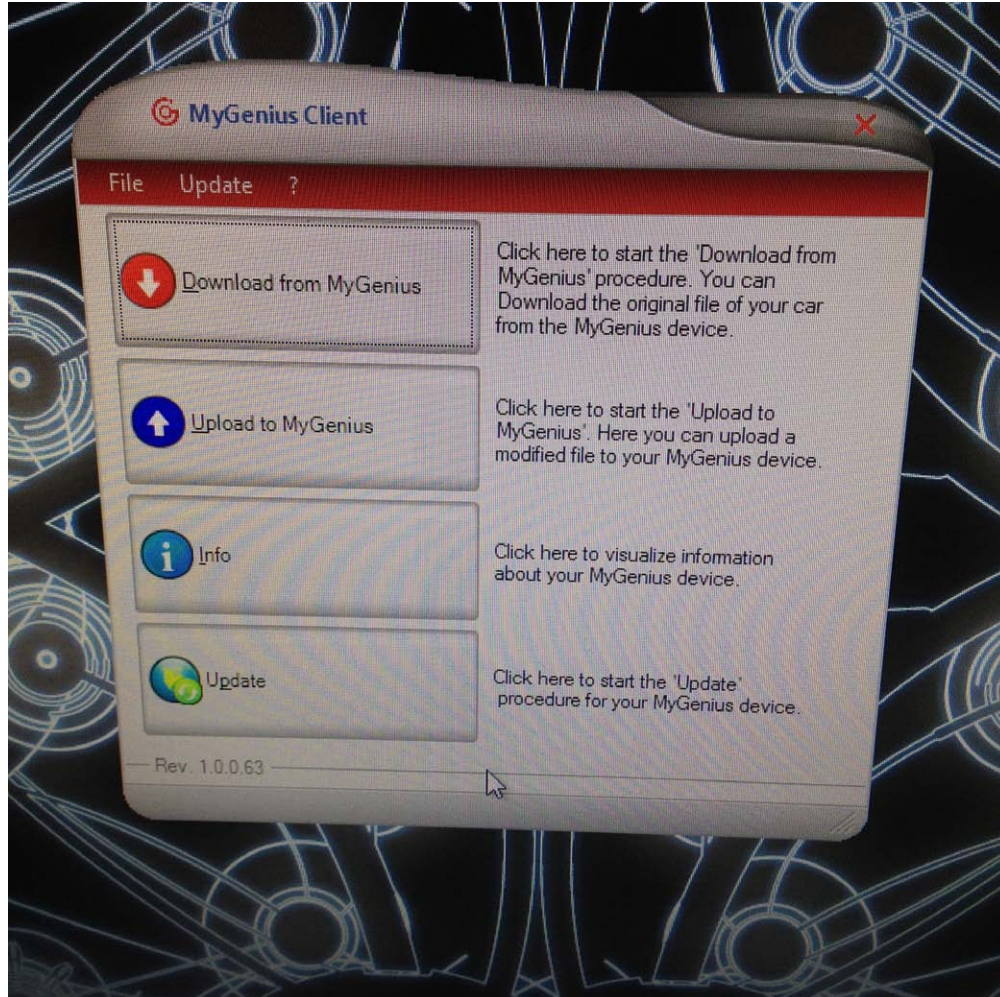 MyGenius Client
File Update ?
Download from MyGenius
Click here to start the 'Download from
MyGenius' procedure. You can
Download the original file of your car
from the MyGenius device.
Upload to MyGenius
Click here to start the 'Upload to
MyGenius'. Here you can upload a
modified file to your MyGenius device.
Info
Click here to visualize information
about your MyGenius device.
Update
Click here to start the 'Update'
procedure for your MyGenius device.
Rev. 1.0.0.63